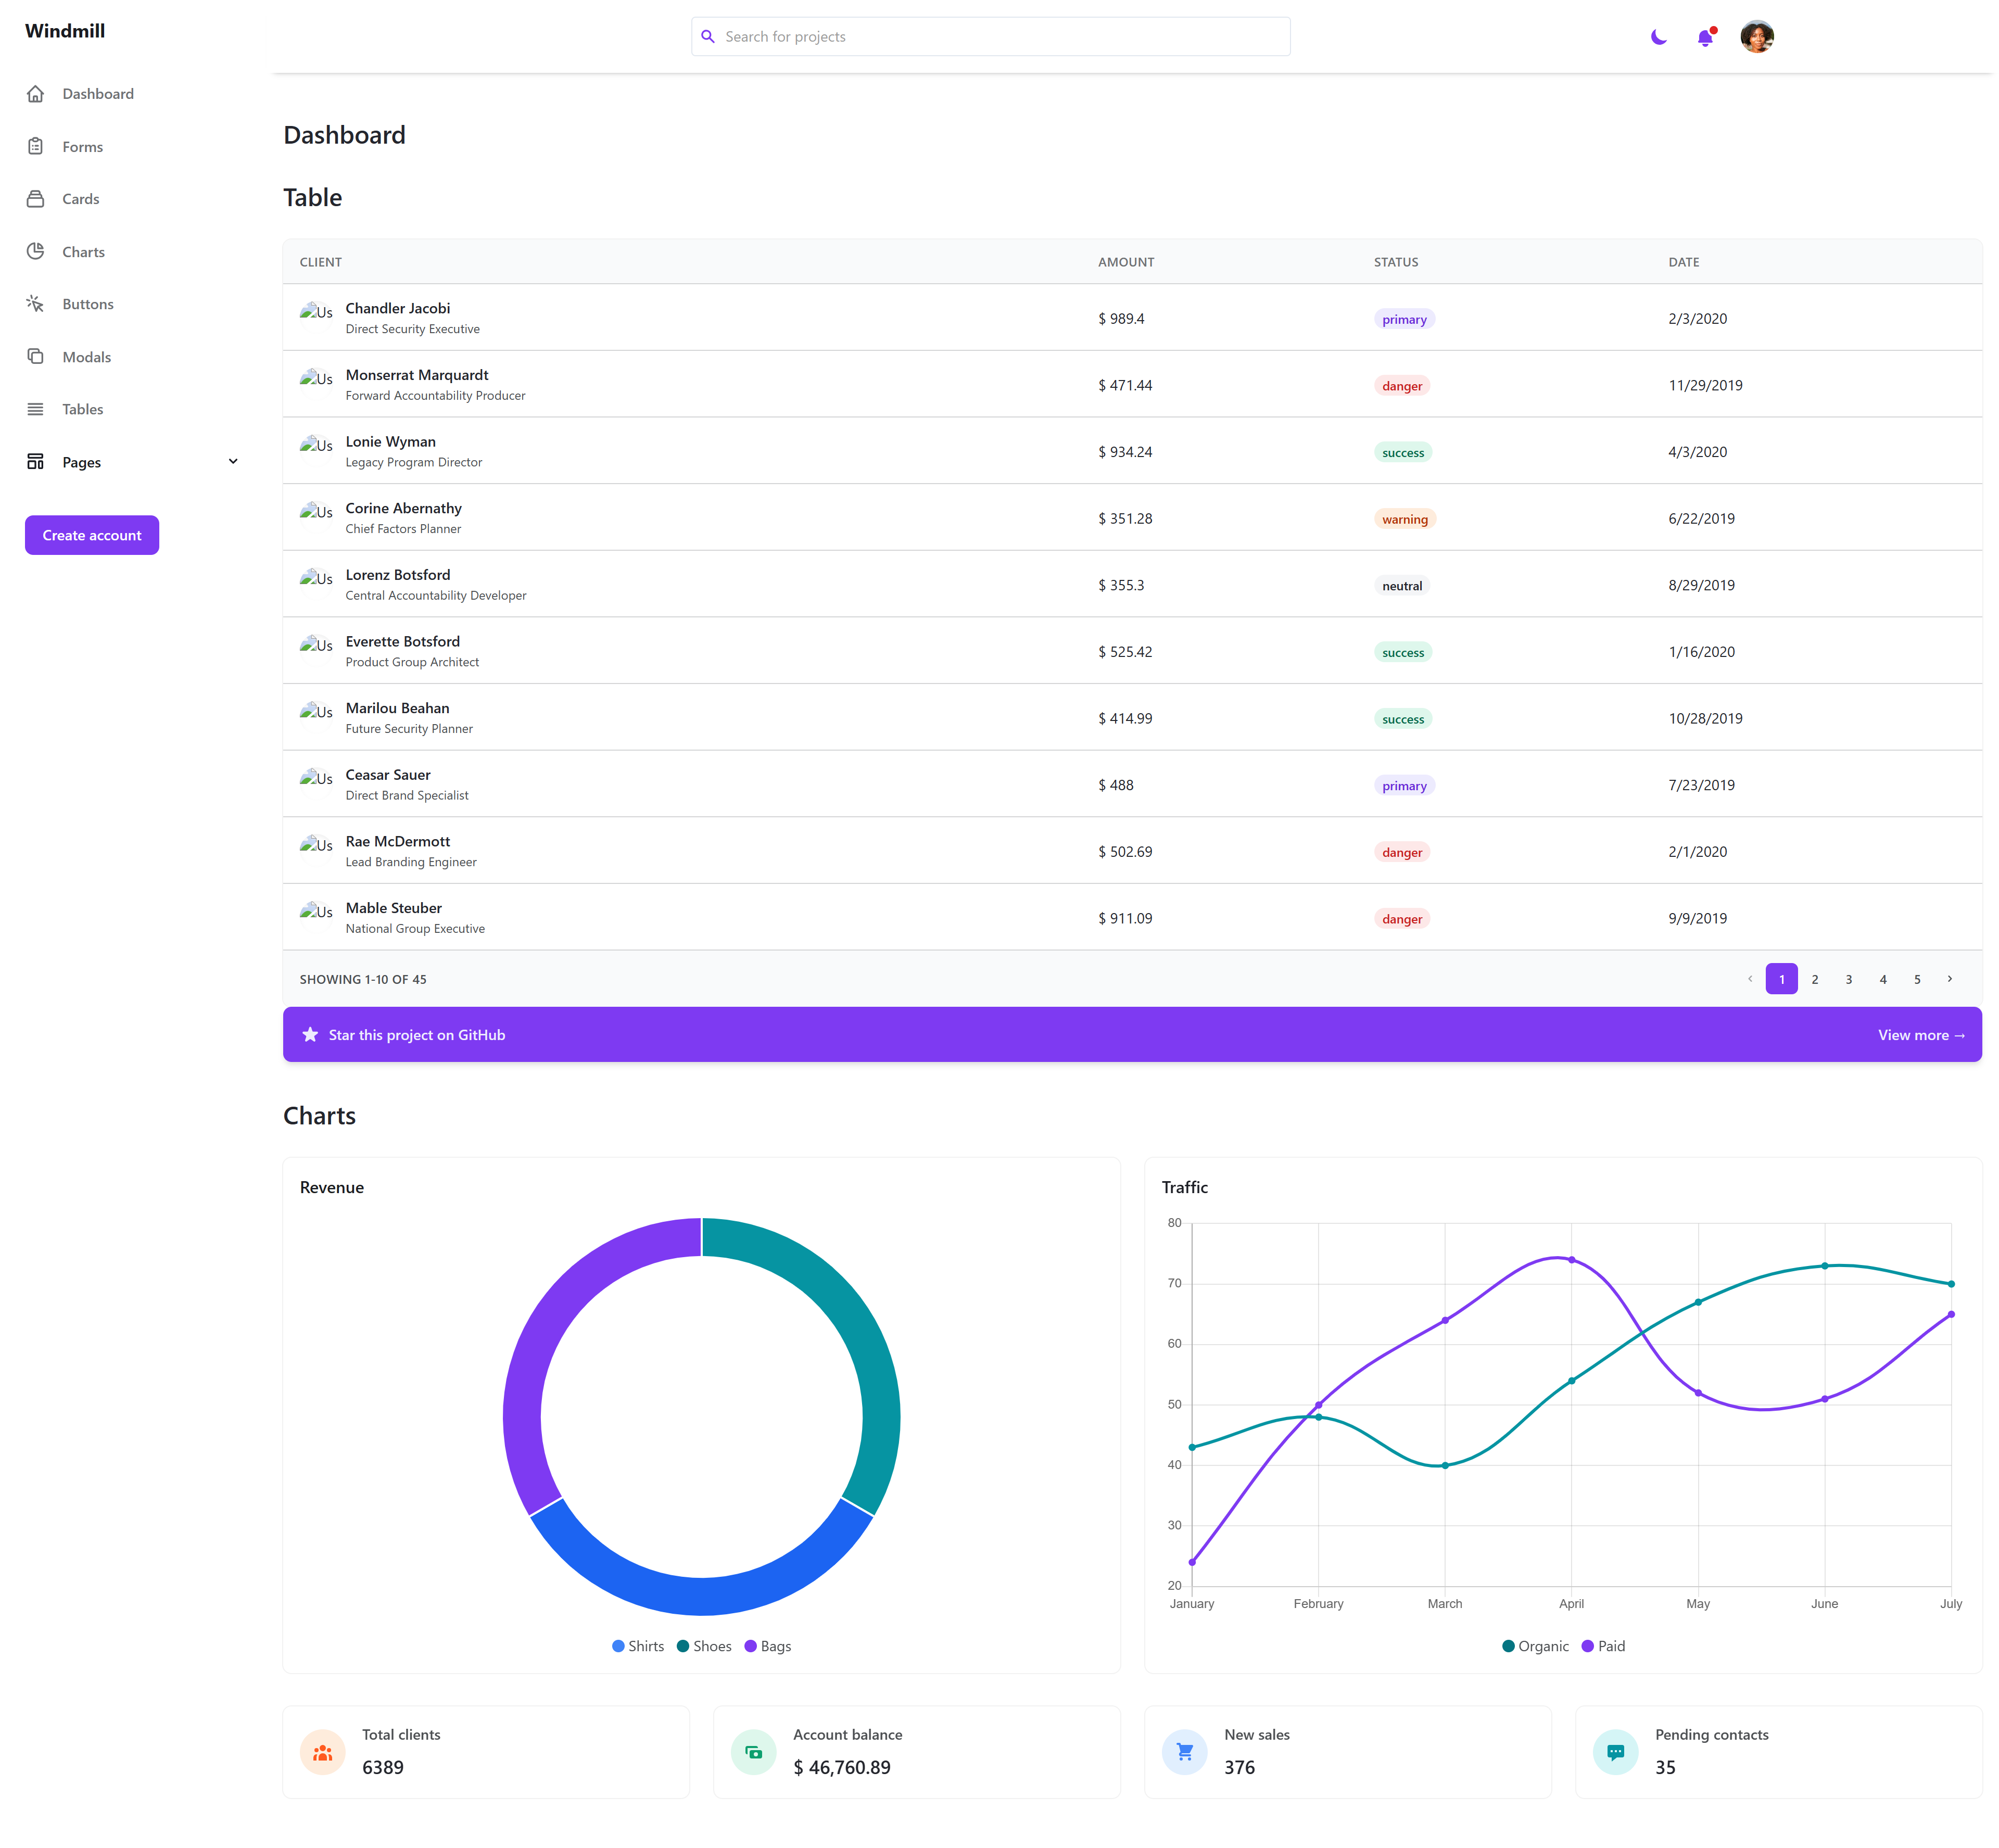 Windmill
Search for projects
Dashboard
Forms
Cards
Charts
Buttons
Modals
Tables
Pages
Create account
Dashboard
Table
CLIENT AMOUNT STATUS DATE
Us Chandler Jacobi
Direct Security Executive
$ 989.4 primary 2/3/2020
Us Monserrat Marquardt
Forward Accountability Producer
$ 471.44 danger 11/29/2019
Us Lonie Wyman
Legacy Program Director
$ 934.24 success 4/3/2020
Us Corine Abernathy
Chief Factors Planner
$ 351.28 warning 6/22/2019
Us Lorenz Botsford
Central Accountability Developer
$ 355.3 neutral 8/29/2019
Us Everette Botsford
Product Group Architect
$ 525.42 success 1/16/2020
Us Marilou Beahan
Future Security Planner
$ 414.99 success 10/28/2019
Us Ceasar Sauer
Direct Brand Specialist
$ 488 primary 7/23/2019
Us Rae McDermott
Lead Branding Engineer
$ 502.69 danger 2/1/2020
Us Mable Steuber
National Group Executive
$ 911.09 danger 9/9/2019
SHOWING 1-10 OF 45 1 2 3 4 5
Star this project on GitHub View more →
Charts
Revenue
Shirts Shoes Bags
Traffic
80
70
60
50
40
30
20
January February March April May June July
Organic Paid
Total clients
6389
Account balance
$ 46,760.89
New sales
376
Pending contacts
35